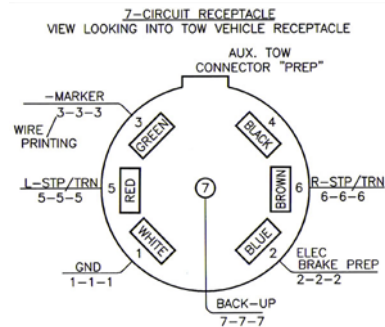 7-CIRCUIT RECEPTACLE
VIEW LOOKING INTO TOW VEHICLE RECEPTACLE
AUX. TOW
CONNECTOR "PREP"
-MARKER
3-3-3
WIRE
PRINTING
3
GREEN
4
BLACK
L-STP/TRN
5-5-5
5
RED
7
BROWN
6
R-STP/TRN
6-6-6
WHITE
1
BLUE
2
GND
1-1-1
ELEC
BRAKE PREP
2-2-2
BACK-UP
7-7-7